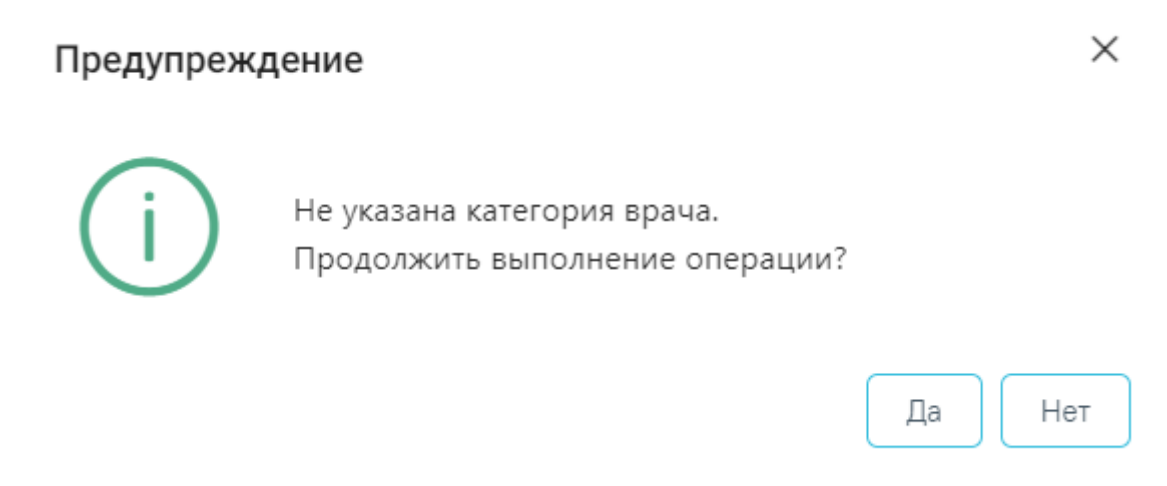 Предупреждение
Не указана категория врача.
Продолжить выполнение операции?
Да
Нет